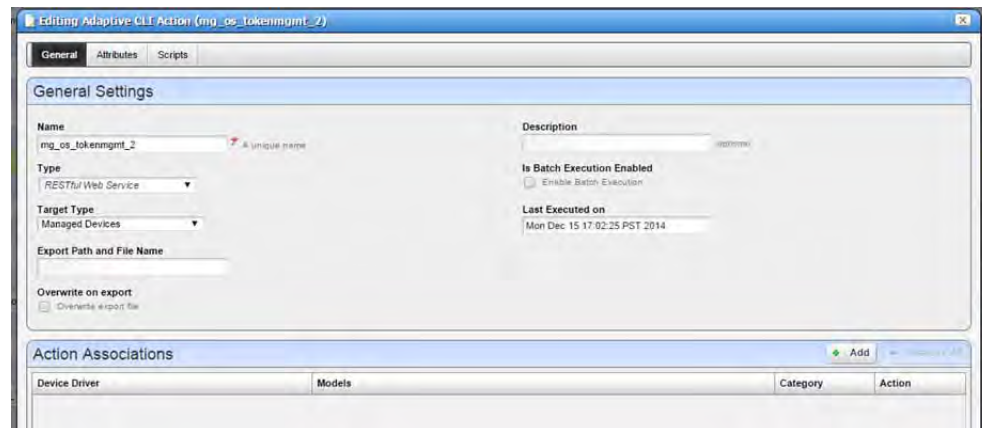 Editing Adaptive CLI Action (mg_os_tokenmgmt_2)
General Attributes Scripts
General Settings
Name
mg_os_tokenmgmt_2
A unique name
Description
optional
Type
RESTful Web Service
Is Batch Execution Enabled
Enable Batch Execution
Target Type
Managed Devices
Last Executed on
Mon Dec 15 17:02:25 PST 2014
Export Path and File Name
Overwrite on export
Overwrite export file
Action Associations
Add
Device Driver Models Category Action